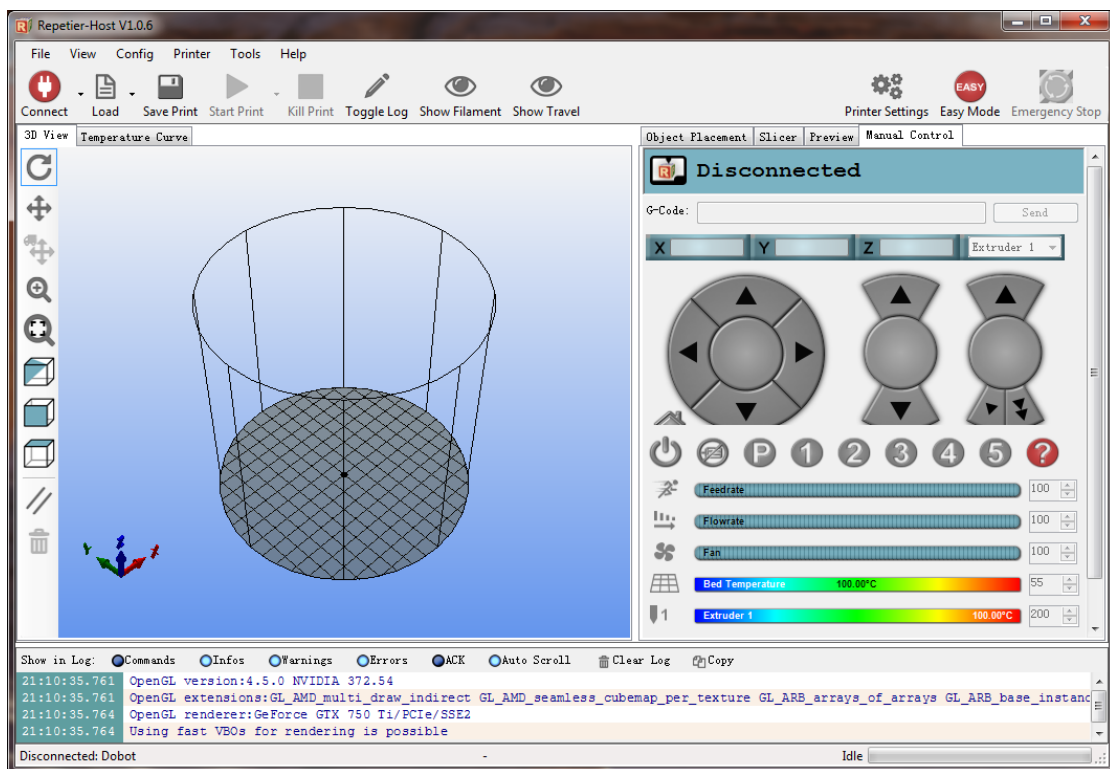 Repetier-Host V1.0.6
File View Config Printer Tools Help
Connect Load Save Print Start Print Kill Print Toggle Log Show Filament Show Travel Printer Settings EASY Easy Mode Emergency Stop
3D View Temperature Curve Object Placement Slicer Preview Manual Control
R Disconnected
G-Code: Send
X Y Z Extruder 1
P 1 2 3 4 5 ?
Feedrate 100
Flowrate 100
Fan 100
Bed Temperature 100.00°C 55
1 Extruder 1 100.00°C 200
Y Z X
Show in Log: Commands Infos Warnings Errors ACK Auto Scroll Clear Log Copy
21:10:35.761 OpenGL version:4.5.0 NVIDIA 372.54
21:10:35.761 OpenGL extensions:GL_AMD_multi_draw_indirect GL_AMD_seamless_cubemap_per_texture GL_ARB_arrays_of_arrays GL_ARB_base_instanc
21:10:35.764 OpenGL renderer:GeForce GTX 750 Ti/PCIe/SSE2
21:10:35.764 Using fast VBOs for rendering is possible
Disconnected: Dobot - Idle